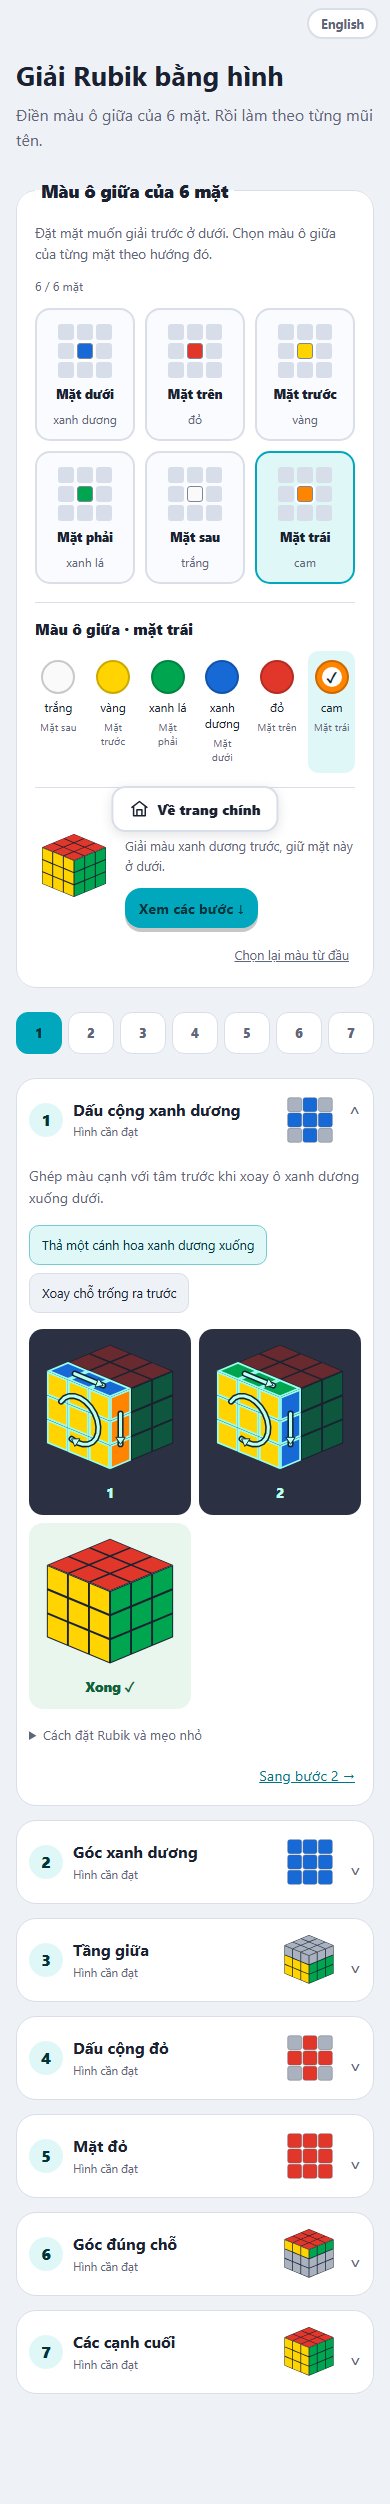 English
Giải Rubik bằng hình
Điền màu ô giữa của 6 mặt. Rồi làm theo từng mũi
tên.
Màu ô giữa của 6 mặt
Đặt mặt muốn giải trước ở dưới. Chọn màu ô giữa
của từng mặt theo hướng đó.
6 / 6 mặt
Mặt dưới
xanh dương
Mặt trên
đỏ
Mặt trước
vàng
Mặt phải
xanh lá
Mặt sau
trắng
Mặt trái
cam
Màu ô giữa · mặt trái
trắng
Mặt sau
vàng
Mặt
trước
xanh lá
Mặt
phải
xanh
dương
Mặt
dưới
đỏ
Mặt trên
✓
cam
Mặt trái
Về trang chính
Giải màu xanh dương trước, giữ mặt này
ở dưới.
Xem các bước ↓
Chọn lại màu từ đầu
1 2 3 4 5 6 7
1
Dấu cộng xanh dương
Hình cần đạt
Ghép màu cạnh với tâm trước khi xoay ô xanh dương
xuống dưới.
Thả một cánh hoa xanh dương xuống
Xoay chỗ trống ra trước
1
2
Xong ✓
Cách đặt Rubik và mẹo nhỏ
Sang bước 2 →
2
Góc xanh dương
Hình cần đạt
3
Tầng giữa
Hình cần đạt
4
Dấu cộng đỏ
Hình cần đạt
5
Mặt đỏ
Hình cần đạt
6
Góc đúng chỗ
Hình cần đạt
7
Các cạnh cuối
Hình cần đạt